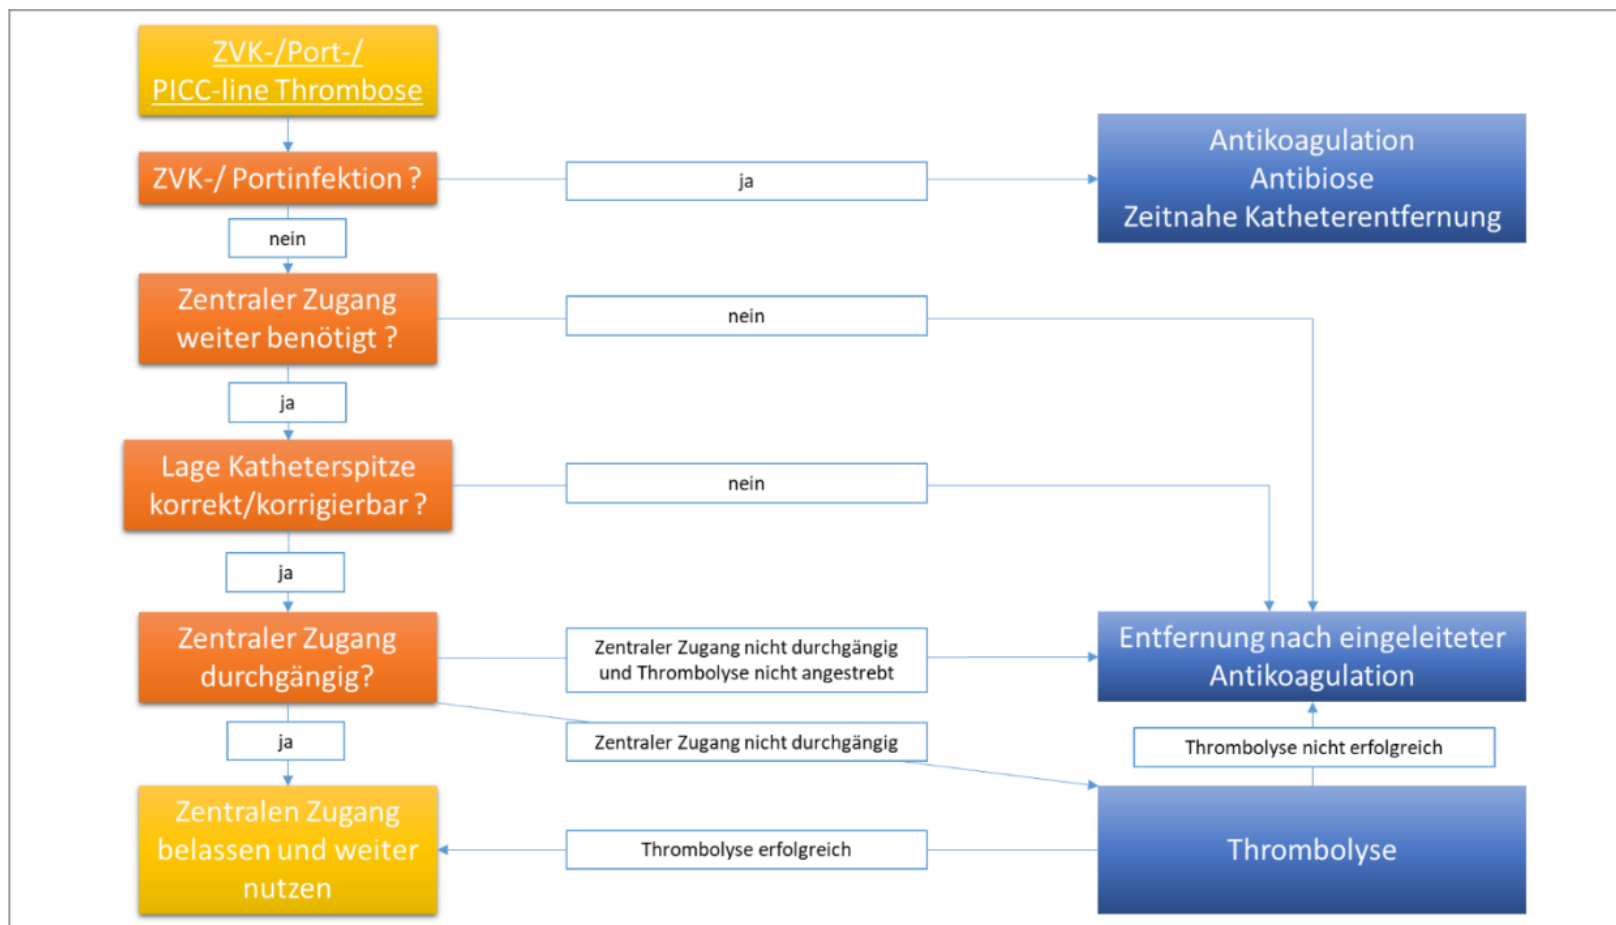 ZVK-/Port-/
PICC-line Thrombose
ZVK-/ Portinfektion ?
ja
Antikoagulation
Antibiose
Zeitnahe Katheterentfernung
nein
Zentraler Zugang
weiter benötigt ?
nein
ja
Lage Katheterspitze
korrekt/korrigierbar ?
nein
ja
Zentraler Zugang
durchgängig?
Zentraler Zugang nicht durchgängig
und Thrombolyse nicht angestrebt
Entfernung nach eingeleiteter
Antikoagulation
ja
Zentraler Zugang nicht durchgängig
Thrombolyse nicht erfolgreich
Zentralen Zugang
belassen und weiter
nutzen
Thrombolyse erfolgreich
Thrombolyse